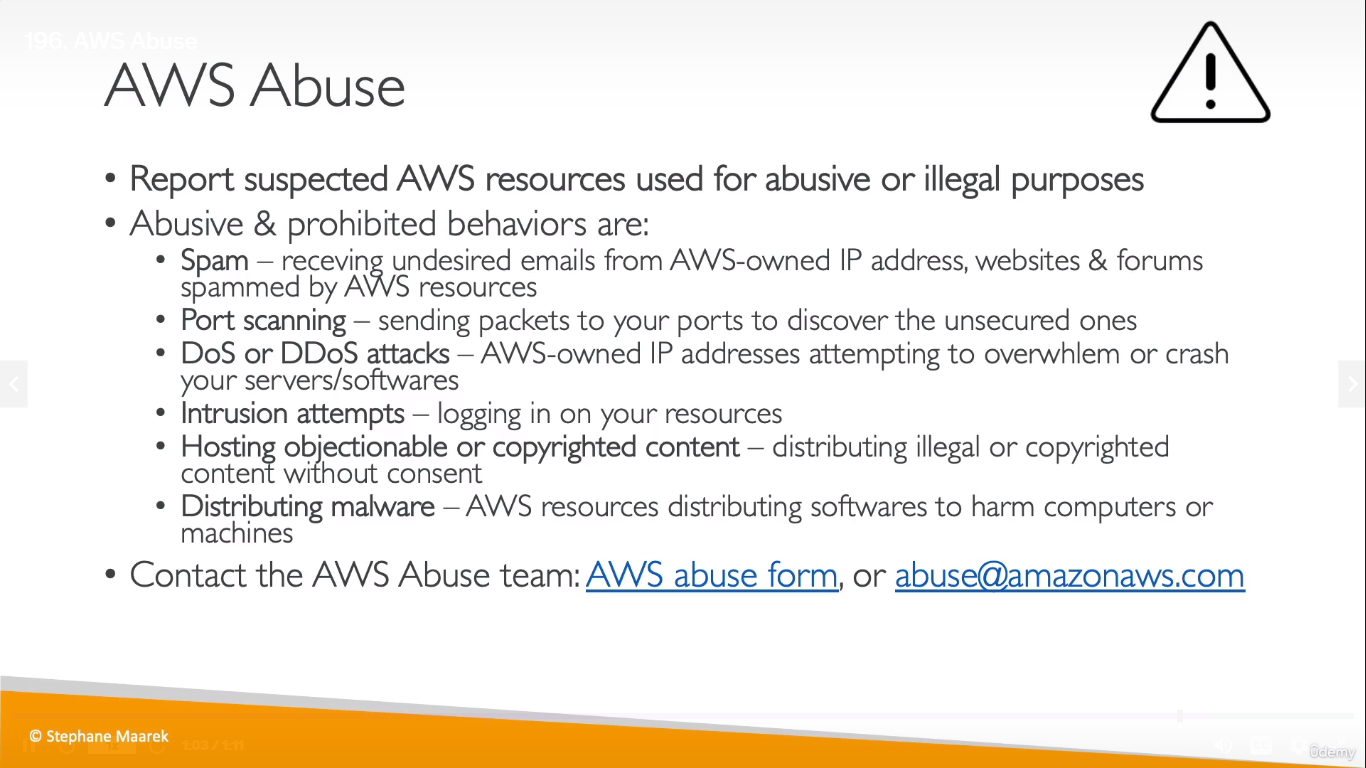 196. AWS Abuse
AWS Abuse
• Report suspected AWS resources used for abusive or illegal purposes
• Abusive & prohibited behaviors are:
• Spam – receving undesired emails from AWS-owned IP address, websites & forums
spammed by AWS resources
• Port scanning – sending packets to your ports to discover the unsecured ones
• DoS or DDoS attacks – AWS-owned IP addresses attempting to overwhlem or crash
your servers/softwares
• Intrusion attempts – logging in on your resources
• Hosting objectionable or copyrighted content – distributing illegal or copyrighted
content without consent
• Distributing malware – AWS resources distributing softwares to harm computers or
machines
• Contact the AWS Abuse team: AWS abuse form, or abuse@amazonaws.com
© Stephane Maarek
1:03 / 1:11
ûdemy